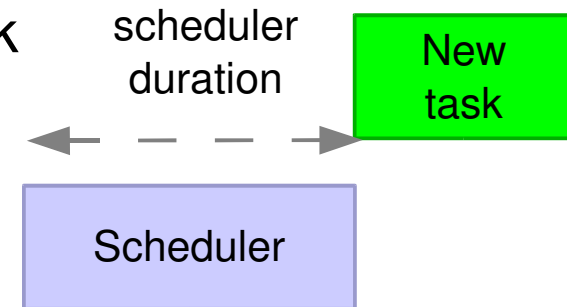 k
scheduler
duration
New
task
Scheduler